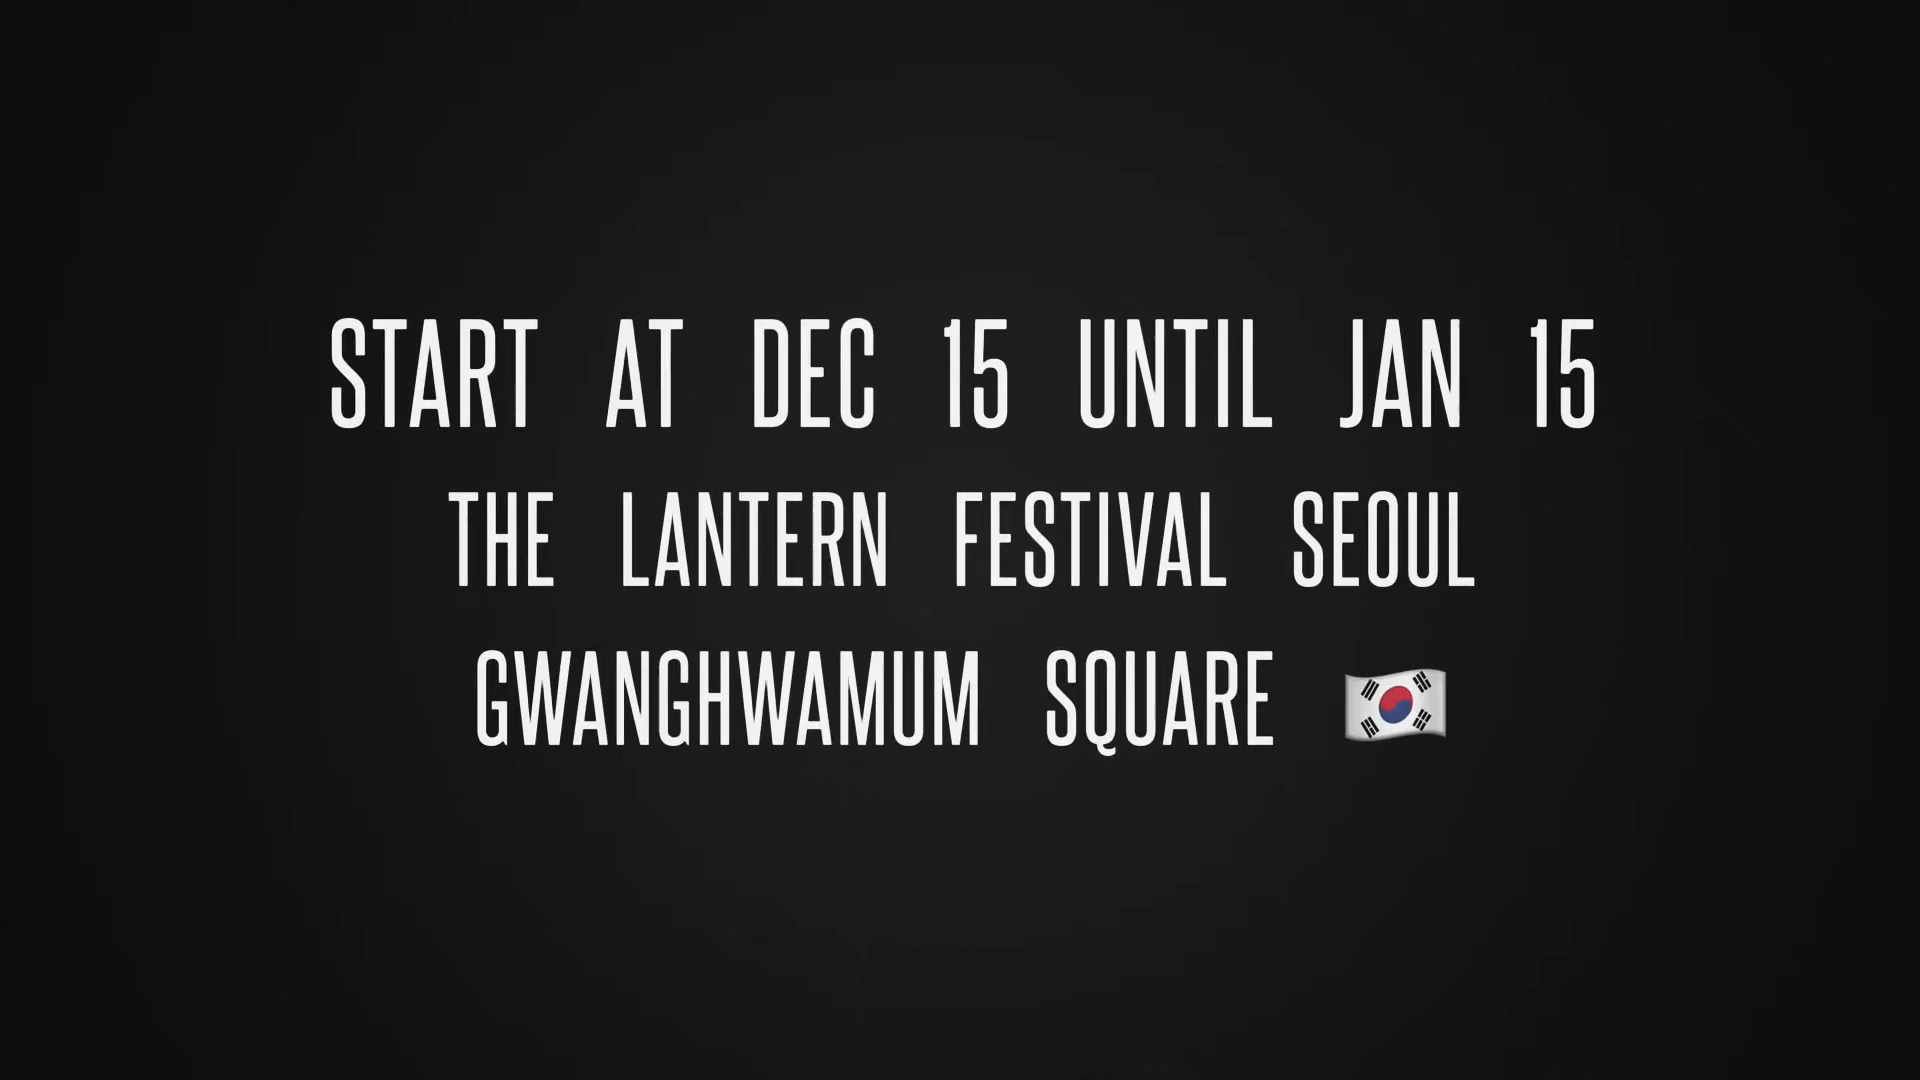 START AT DEC 15 UNTIL JAN 15
THE LANTERN FESTIVAL SEOUL
GWANGHWAMUM SQUARE 🇰🇷